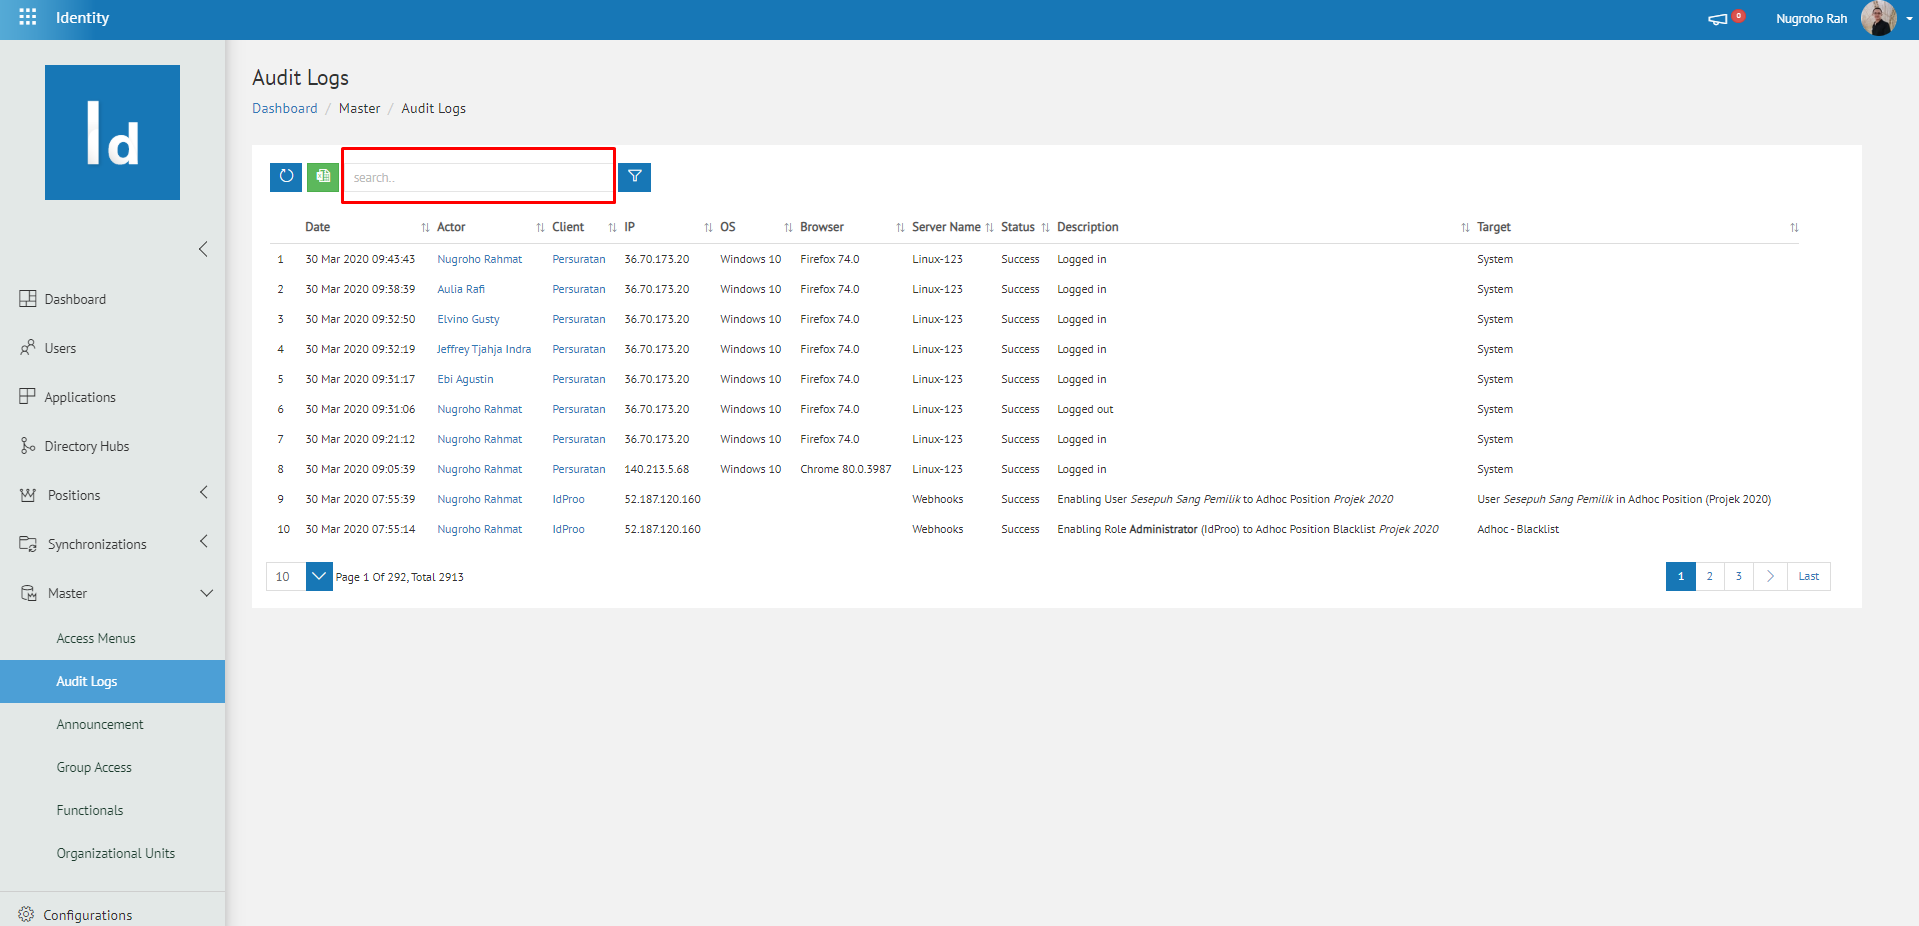 Identity
0
Nugroho Rah
Id
Audit Logs
Dashboard / Master / Audit Logs
search..
Date Actor Client IP OS Browser Server Name Status Description Target
1 30 Mar 2020 09:43:43 Nugroho Rahmat Persuratan 36.70.173.20 Windows 10 Firefox 74.0 Linux-123 Success Logged in System
2 30 Mar 2020 09:38:39 Aulia Rafi Persuratan 36.70.173.20 Windows 10 Firefox 74.0 Linux-123 Success Logged in System
3 30 Mar 2020 09:32:50 Elvino Gusty Persuratan 36.70.173.20 Windows 10 Firefox 74.0 Linux-123 Success Logged in System
4 30 Mar 2020 09:32:19 Jeffrey Tjahja Indra Persuratan 36.70.173.20 Windows 10 Firefox 74.0 Linux-123 Success Logged in System
5 30 Mar 2020 09:31:17 Ebi Agustin Persuratan 36.70.173.20 Windows 10 Firefox 74.0 Linux-123 Success Logged in System
6 30 Mar 2020 09:31:06 Nugroho Rahmat Persuratan 36.70.173.20 Windows 10 Firefox 74.0 Linux-123 Success Logged out System
7 30 Mar 2020 09:21:12 Nugroho Rahmat Persuratan 36.70.173.20 Windows 10 Firefox 74.0 Linux-123 Success Logged in System
8 30 Mar 2020 09:05:39 Nugroho Rahmat Persuratan 140.213.5.68 Windows 10 Chrome 80.0.3987 Linux-123 Success Logged in System
9 30 Mar 2020 07:55:39 Nugroho Rahmat IdProo 52.187.120.160 Webhooks Success Enabling User Sesepuh Sang Pemilik to Adhoc Position Projek 2020 User Sesepuh Sang Pemilik in Adhoc Position (Projek 2020)
10 30 Mar 2020 07:55:14 Nugroho Rahmat IdProo 52.187.120.160 Webhooks Success Enabling Role Administrator (IdProo) to Adhoc Position Blacklist Projek 2020 Adhoc - Blacklist
10 Page 1 Of 292, Total 2913
1 2 3 Last
Dashboard
Users
Applications
Directory Hubs
Positions
Synchronizations
Master
Access Menus
Audit Logs
Announcement
Group Access
Functionals
Organizational Units
Configurations